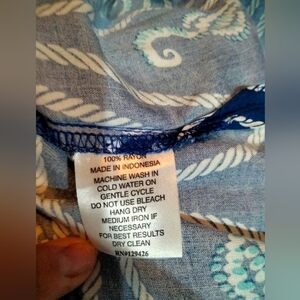 100% RAYON
MADE IN INDONESIA
MACHINE WASH IN
COLD WATER ON
GENTLE CYCLE
DO NOT USE BLEACH
HANG DRY
MEDIUM IRON IF
NECESSARY
FOR BEST RESULTS
DRY CLEAN
RN#129426